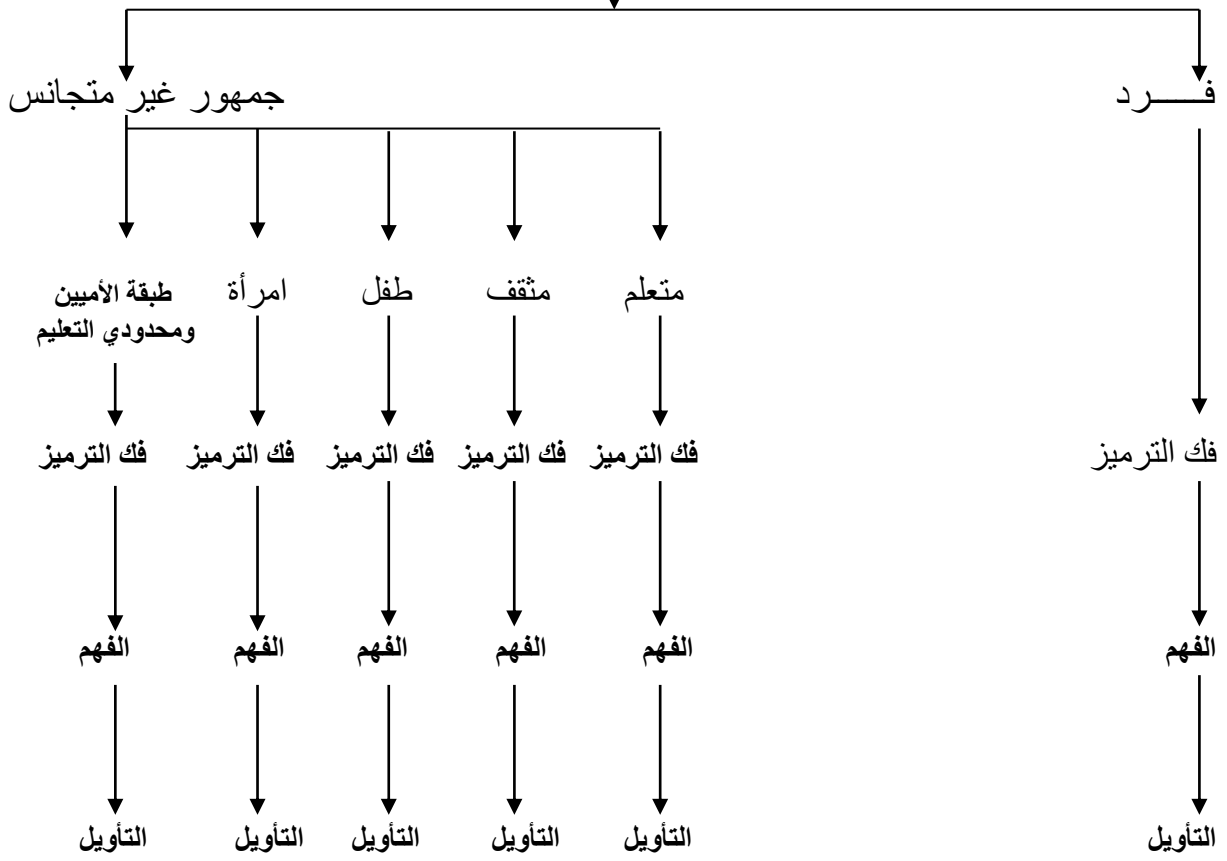 فـــــرد
جمهور غير متجانس
متعلم
مثقف
طفل
امرأة
طبقة الأميين
ومحدودي التعليم
فك الترميز
فك الترميز
فك الترميز
فك الترميز
فك الترميز
فك الترميز
الفهم
الفهم
الفهم
الفهم
الفهم
الفهم
التأويل
التأويل
التأويل
التأويل
التأويل
التأويل